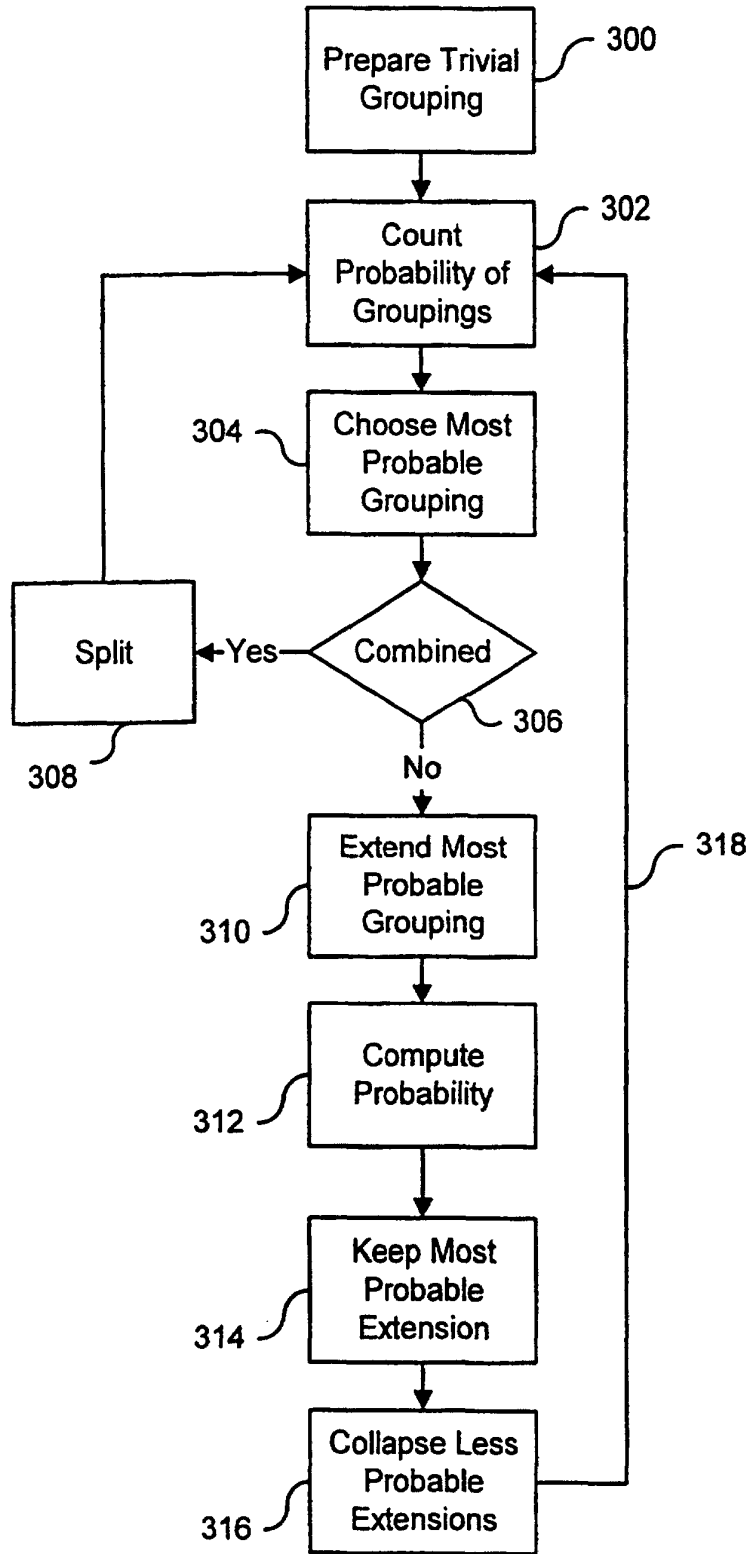 Prepare Trivial
Grouping
300
Count
Probability of
Groupings
302
304
Choose Most
Probable
Grouping
Split
Yes
Combined
308
306
No
Extend Most
Probable
Grouping
310
318
Compute
Probability
312
Keep Most
Probable
Extension
314
Collapse Less
Probable
Extensions
316